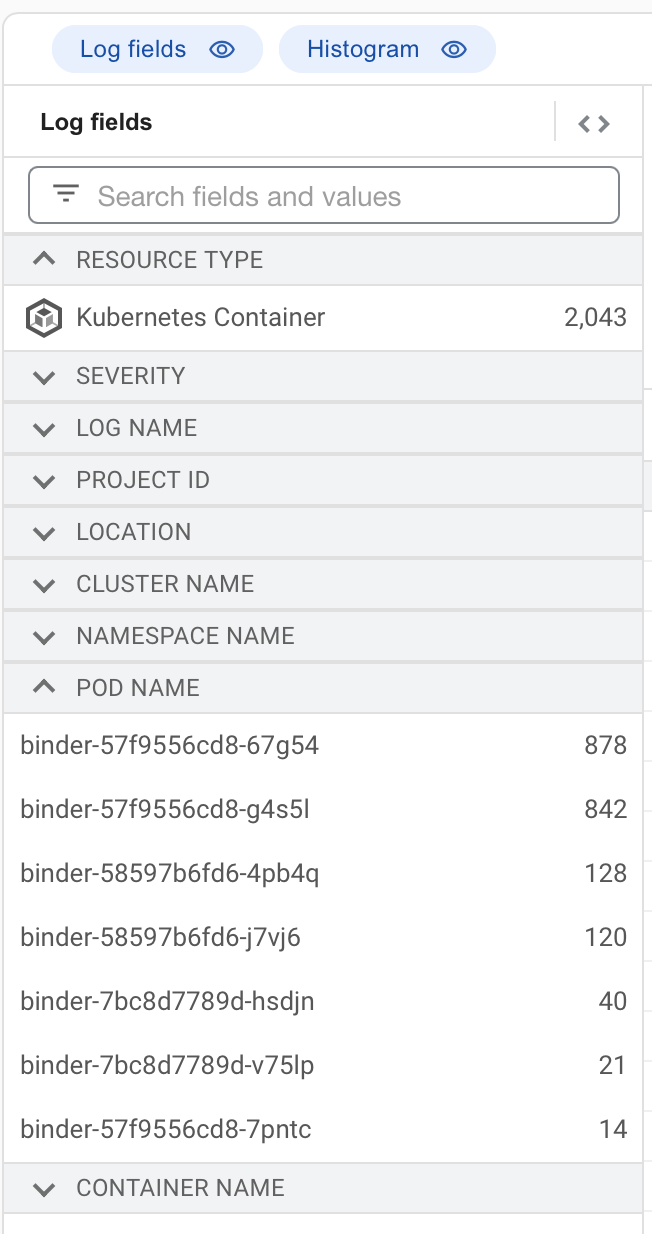 Log fields Histogram
Log fields
Search fields and values
RESOURCE TYPE
Kubernetes Container 2,043
SEVERITY
LOG NAME
PROJECT ID
LOCATION
CLUSTER NAME
NAMESPACE NAME
POD NAME
binder-57f9556cd8-67g54 878
binder-57f9556cd8-g4s5l 842
binder-58597b6fd6-4pb4q 128
binder-58597b6fd6-j7vj6 120
binder-7bc8d7789d-hsdjn 40
binder-7bc8d7789d-v75lp 21
binder-57f9556cd8-7pntc 14
CONTAINER NAME